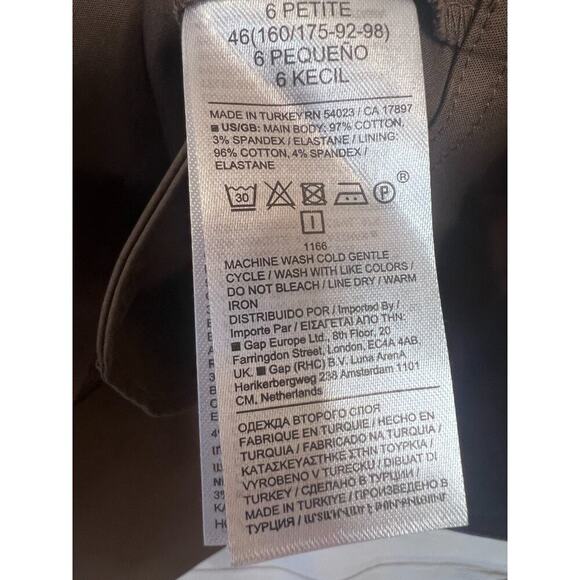 6 PETITE
46(160/175-92-98)
6 PEQUEÑO
6 KECIL
MADE IN TURKEY RN 54023 / CA 17897
■ US/GB: MAIN BODY: 97% COTTON,
3% SPANDEX / ELASTANE / LINING:
96% COTTON, 4% SPANDEX /
ELASTANE
30
P
®
I
1166
MACHINE WASH COLD GENTLE
CYCLE / WASH WITH LIKE COLORS /
DO NOT BLEACH / LINE DRY / WARM
IRON
DISTRIBUIDO POR / Imported By /
Importe Par / ΕΙΣΑΓΕΤΑΙ ΑΠΟ ΤΗΝ:
■ Gap Europe Ltd., 8th Floor, 20
Farringdon Street, London, EC4A 4AB,
UK. ■ Gap (RHC) B.V. Luna ArenA
Herikerbergweg 238 Amsterdam 1101
CM, Netherlands
ОДЕЖДА ВТОРОГО СЛОЯ
FABRIQUE EN TURQUIE / HECHO EN
TURQUIA / FABRICADO NA TURQUIA /
ΚΑΤΑΣΚΕΥΑΣΤΗΚΕ ΣΤΗΝ ΤΟΥΡΚΙΑ /
VYROBENO V TURECKU / DIBUAT DI
TURKEY / СДЕЛАНО В ТУРЦИИ /
MADE IN TURKIYE / ПРОИЗВЕДЕНО В
ТУРЦИЯ /